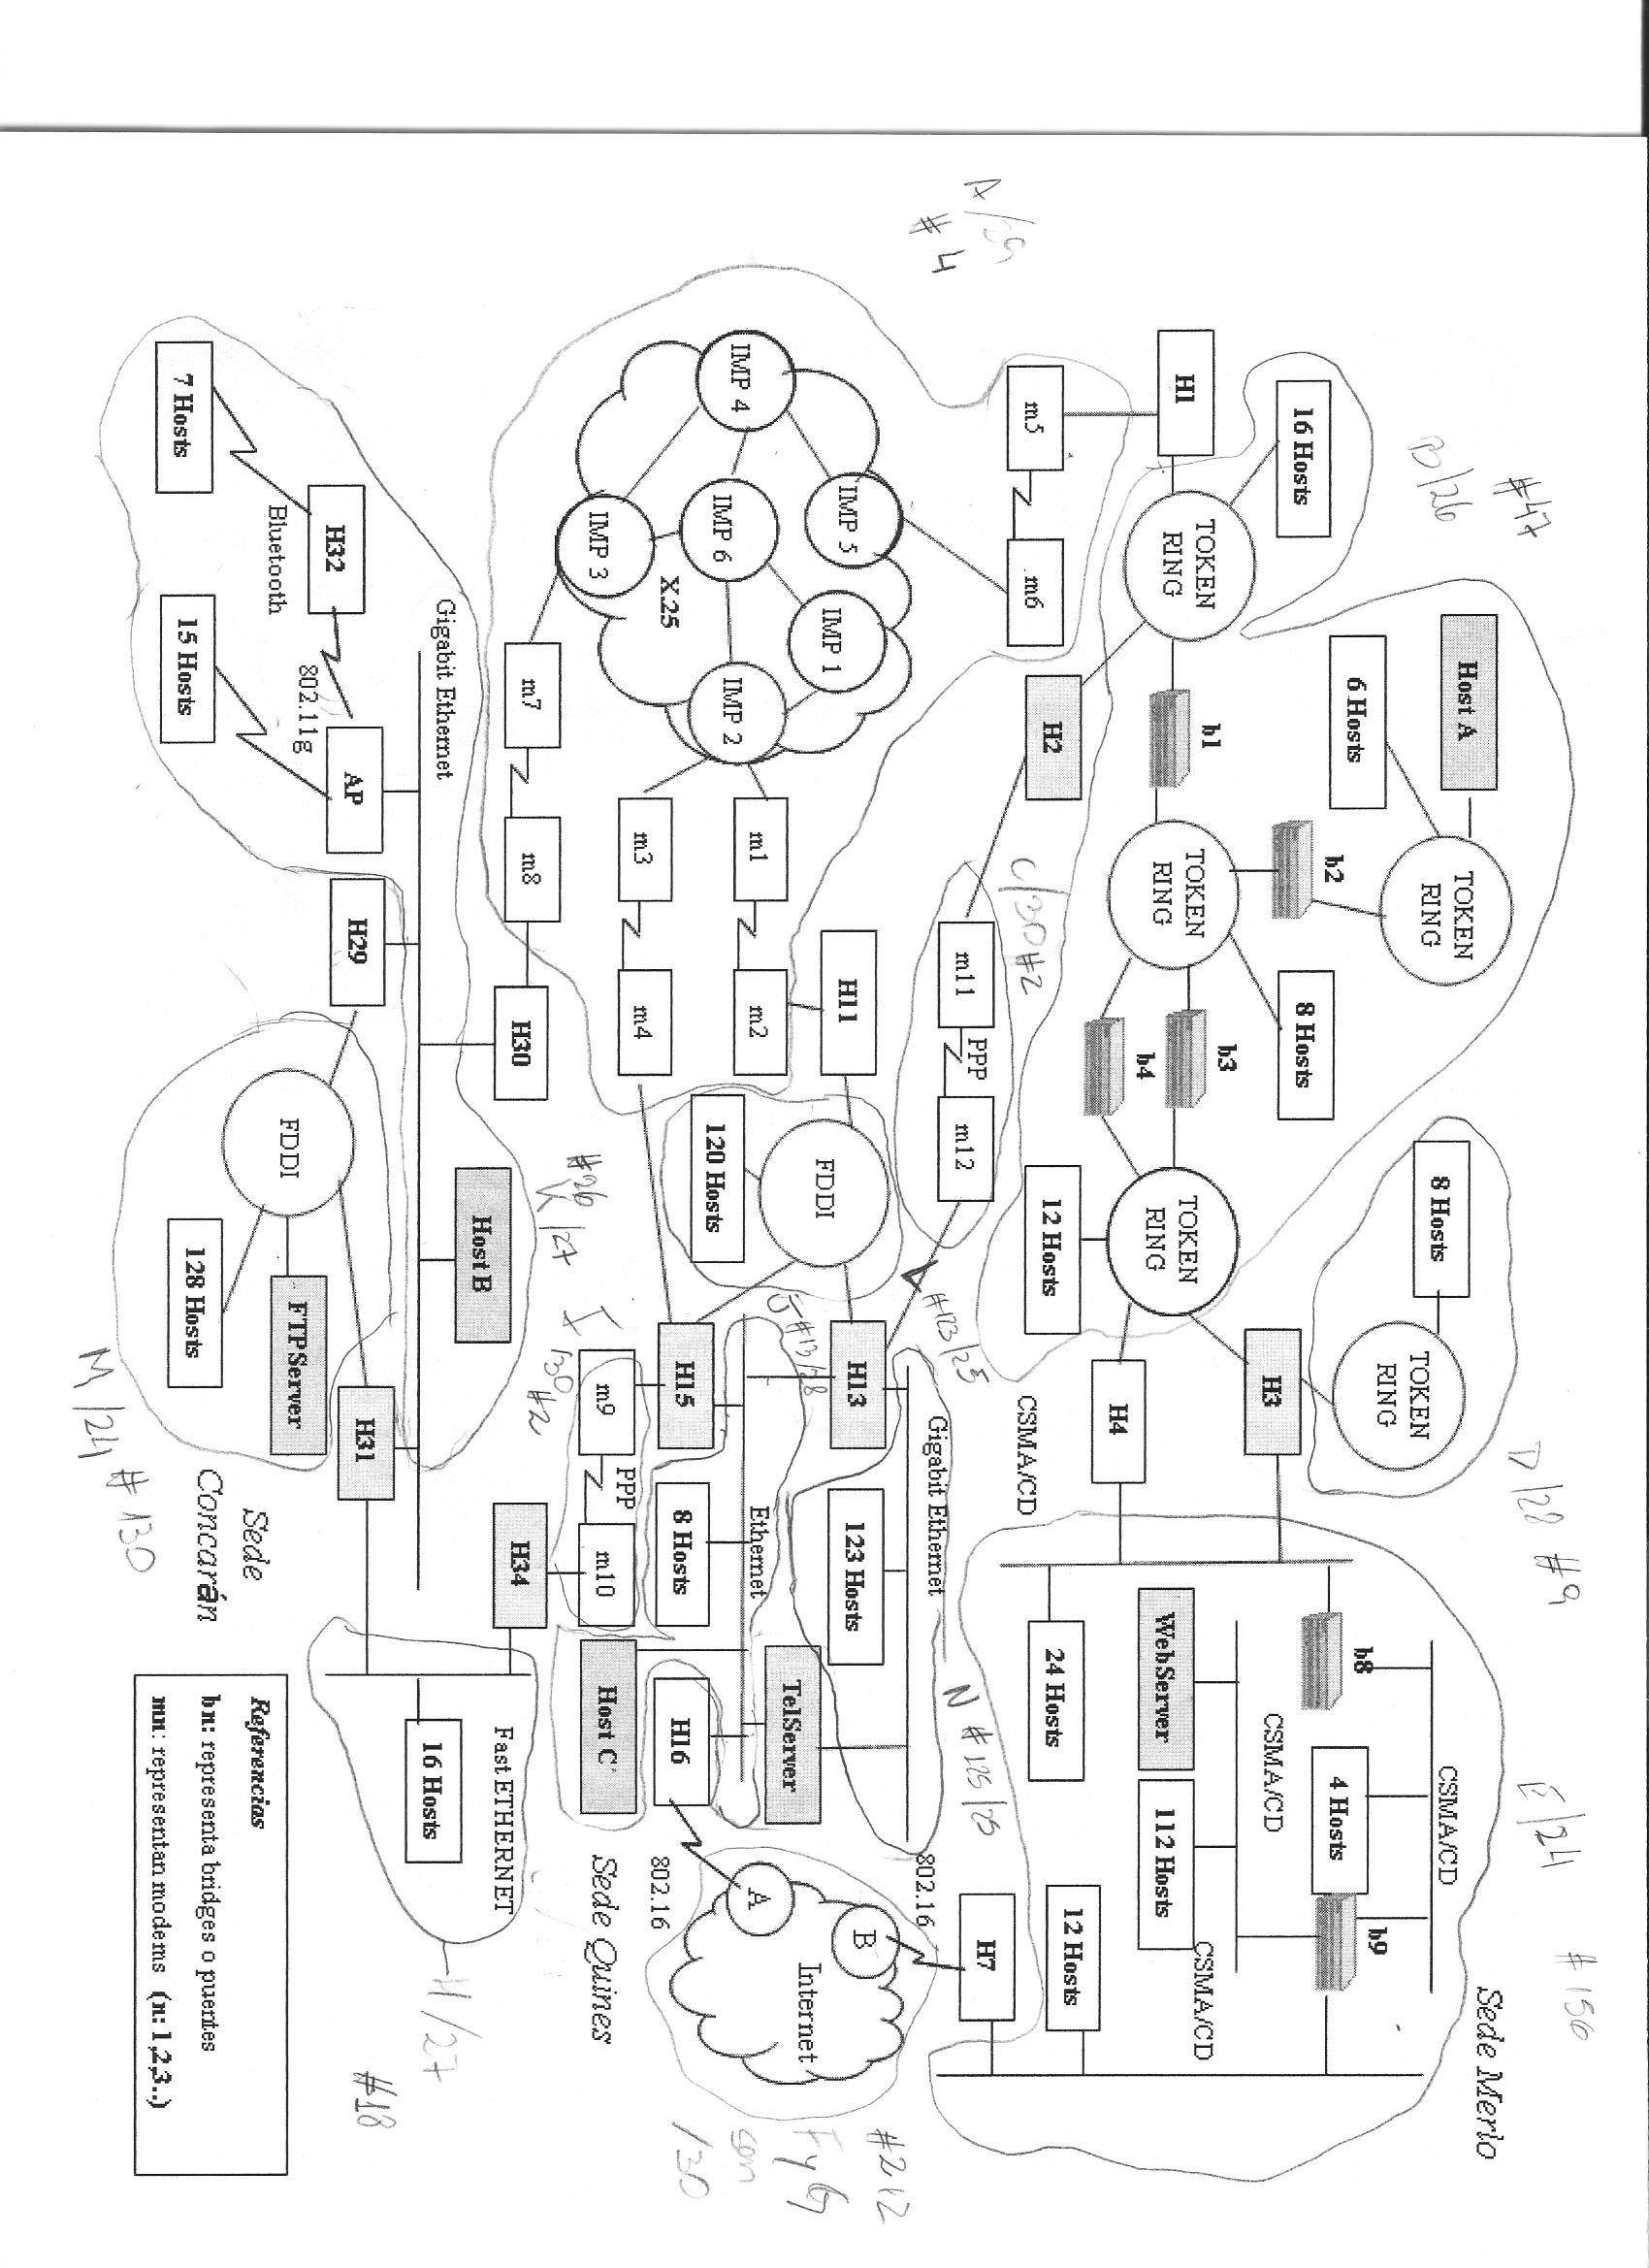 A/29
#4
#47
B/26
H1
16 Hosts
TOKEN
RING
m5
m6
Host A
6 Hosts
TOKEN
RING
b1
b2
TOKEN
RING
8 Hosts
b3
b4
H2
C/30 #2
m11
PPP
m12
TOKEN
RING
12 Hosts
8 Hosts
TOKEN
RING
H3
H4
D/28 #9
CSMA/CD
24 Hosts
b8
CSMA/CD
4 Hosts
b9
WebServer
CSMA/CD
112 Hosts
12 Hosts
CSMA/CD
H7
E/24
#150
Sede Merlo
IMP 4
IMP 5
IMP 6
IMP 1
IMP 3
IMP 2
X.25
m1
m2
m3
m4
m7
m8
H11
FDDI
120 Hosts
H13
#123/25
Gigabit Ethernet
123 Hosts
N #125/25
J #13/28
H15
Ethernet
8 Hosts
TelServer
H16
Host C
802.16
802.16
A
B
Internet
#2 y 2
F y G
son
/30
Sede Quines
#26
K/27
I
/30 #2
m9
PPP
m10
H34
H30
Gigabit Ethernet
7 Hosts
H32
Bluetooth
15 Hosts
802.11g
AP
H29
Host B
FDDI
128 Hosts
FTPServer
H31
M/24 #130
Sede
Concarán
Fast ETHERNET
16 Hosts
H/27
#18
Referencias
bn: representa bridges o puentes
mn: representan modems (n: 1,2,3..)